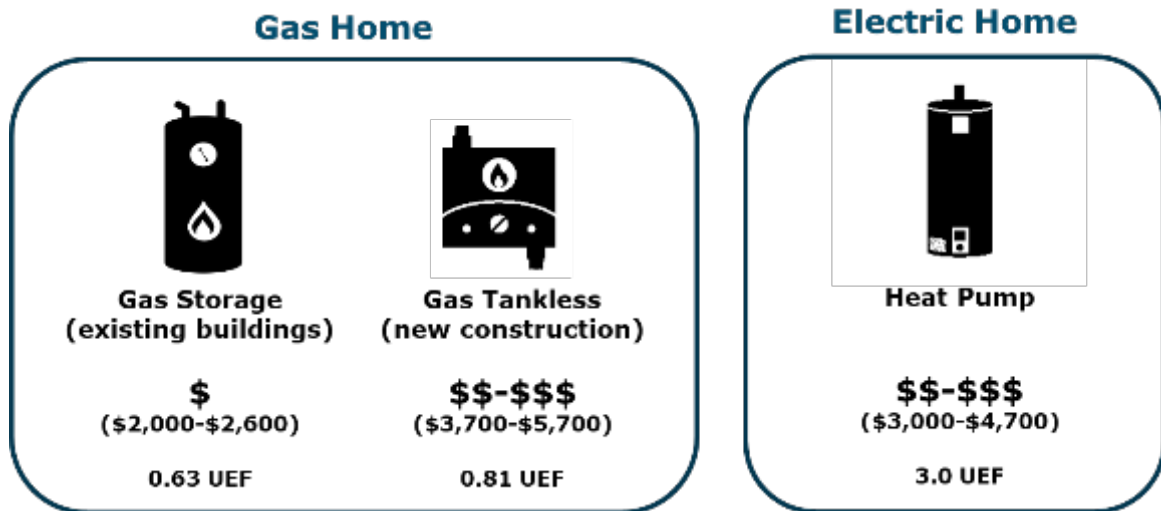 Gas Home
Gas Storage
(existing buildings)
$
($2,000-$2,600)
0.63 UEF
Gas Tankless
(new construction)
$$-$$$
($3,700-$5,700)
0.81 UEF
Electric Home
Heat Pump
$$-$$$
($3,000-$4,700)
3.0 UEF